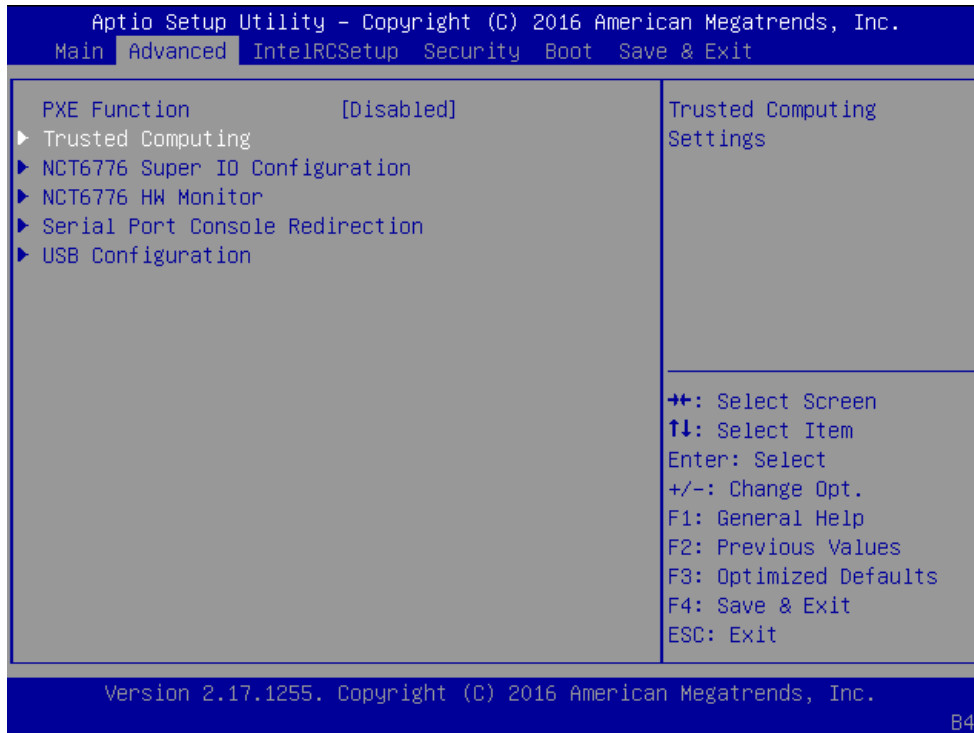 Aptio Setup Utility – Copyright (C) 2016 American Megatrends, Inc.
Main Advanced IntelRCSetup Security Boot Save & Exit
PXE Function [Disabled]
▶ Trusted Computing
▶ NCT6776 Super IO Configuration
▶ NCT6776 HW Monitor
▶ Serial Port Console Redirection
▶ USB Configuration
Trusted Computing
Settings
→←: Select Screen
↑↓: Select Item
Enter: Select
+/-: Change Opt.
F1: General Help
F2: Previous Values
F3: Optimized Defaults
F4: Save & Exit
ESC: Exit
Version 2.17.1255. Copyright (C) 2016 American Megatrends, Inc.
B4